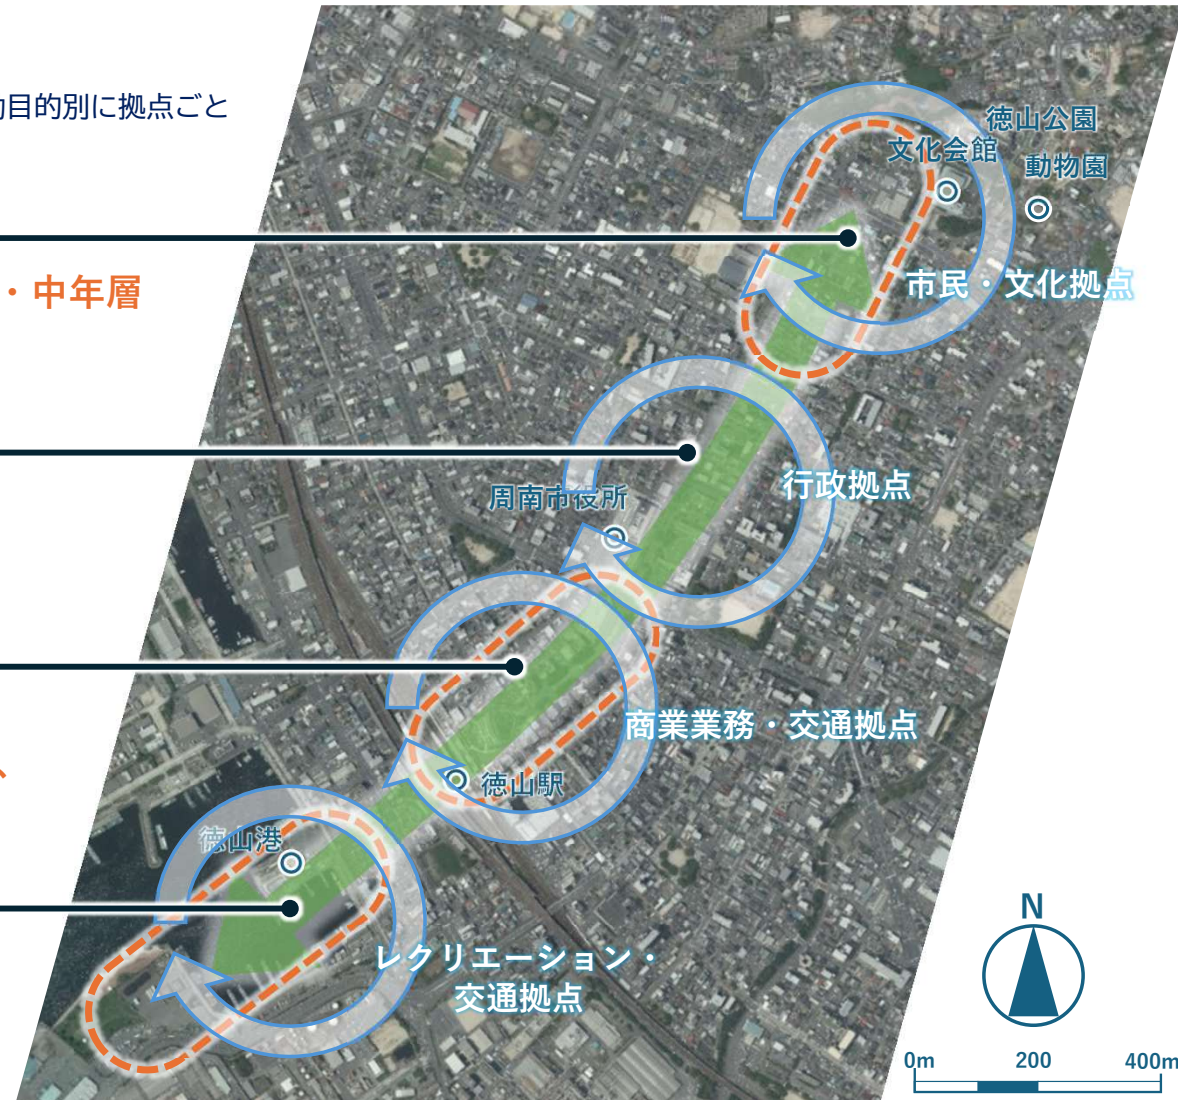 目的別に拠点ごと
徳山公園
文化会館
動物園
・中年層
市民・文化拠点
行政拠点
周南市役所
商業業務・交通拠点
、
徳山駅
徳山港
レクリエーション・
交通拠点
N
0m 200 400m